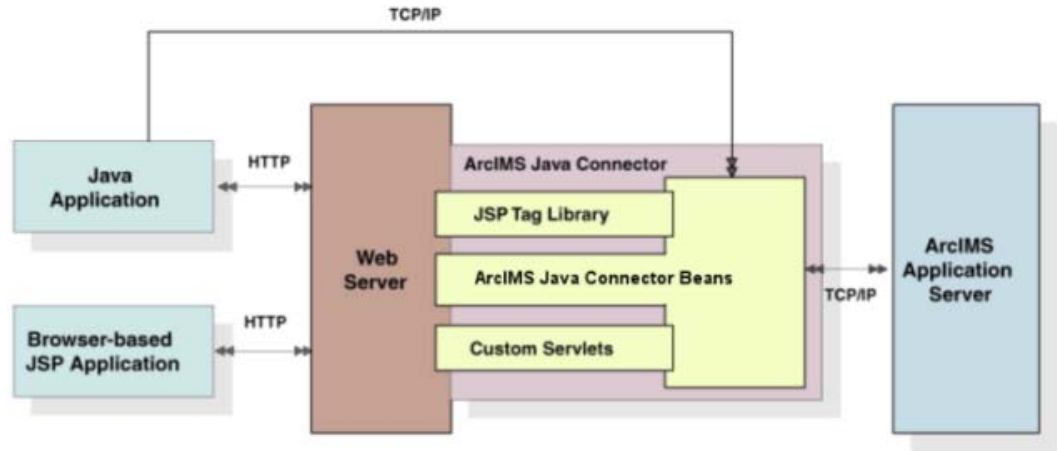 TCP/IP
Java
Application
HTTP
Web
Server
ArcIMS Java Connector
JSP Tag Library
ArcIMS Java Connector Beans
Custom Servlets
TCP/IP
ArcIMS
Application
Server
Browser-based
JSP Application
HTTP